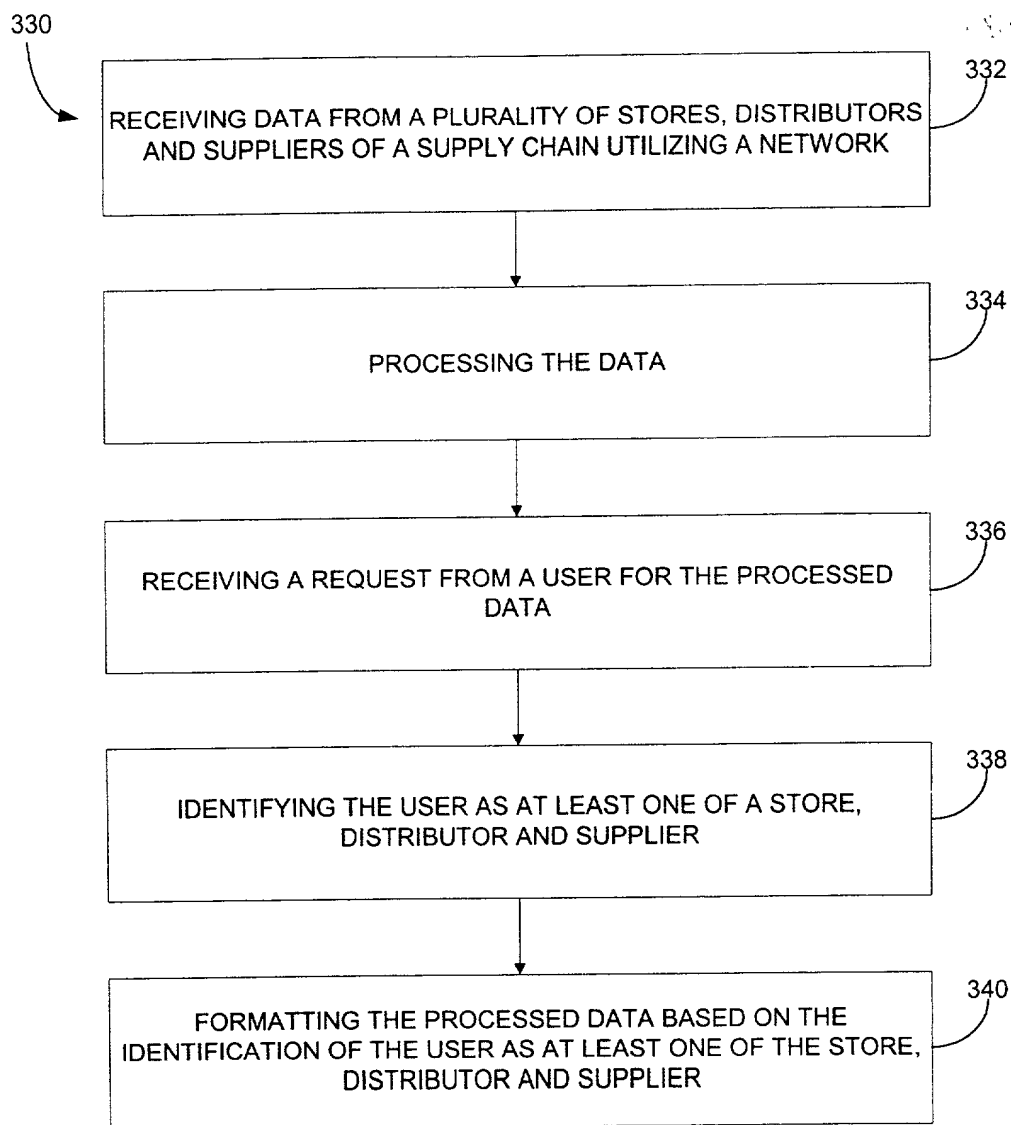 330
332
RECEIVING DATA FROM A PLURALITY OF STORES, DISTRIBUTORS
AND SUPPLIERS OF A SUPPLY CHAIN UTILIZING A NETWORK
334
PROCESSING THE DATA
336
RECEIVING A REQUEST FROM A USER FOR THE PROCESSED
DATA
338
IDENTIFYING THE USER AS AT LEAST ONE OF A STORE,
DISTRIBUTOR AND SUPPLIER
340
FORMATTING THE PROCESSED DATA BASED ON THE
IDENTIFICATION OF THE USER AS AT LEAST ONE OF THE STORE,
DISTRIBUTOR AND SUPPLIER